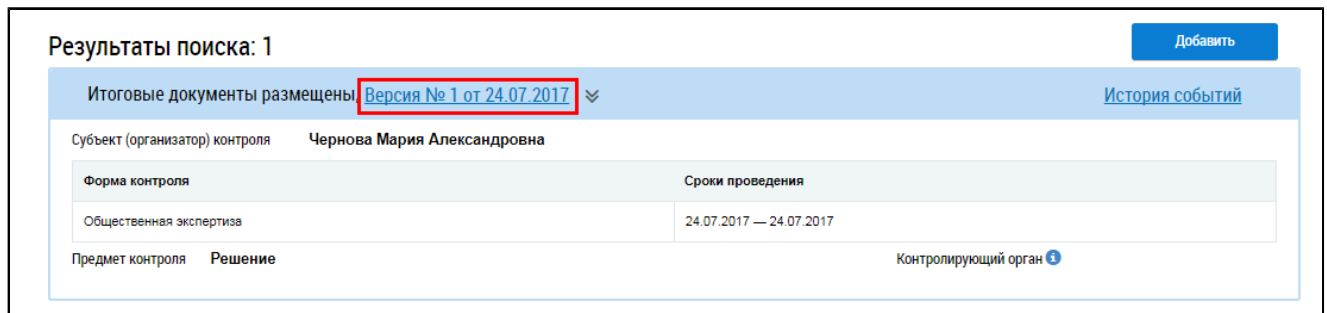 Результаты поиска: 1
Добавить
Итоговые документы размещены, Версия № 1 от 24.07.2017
История событий
Субъект (организатор) контроля Чернова Мария Александровна
Форма контроля Сроки проведения
Общественная экспертиза 24.07.2017 — 24.07.2017
Предмет контроля Решение Контролирующий орган